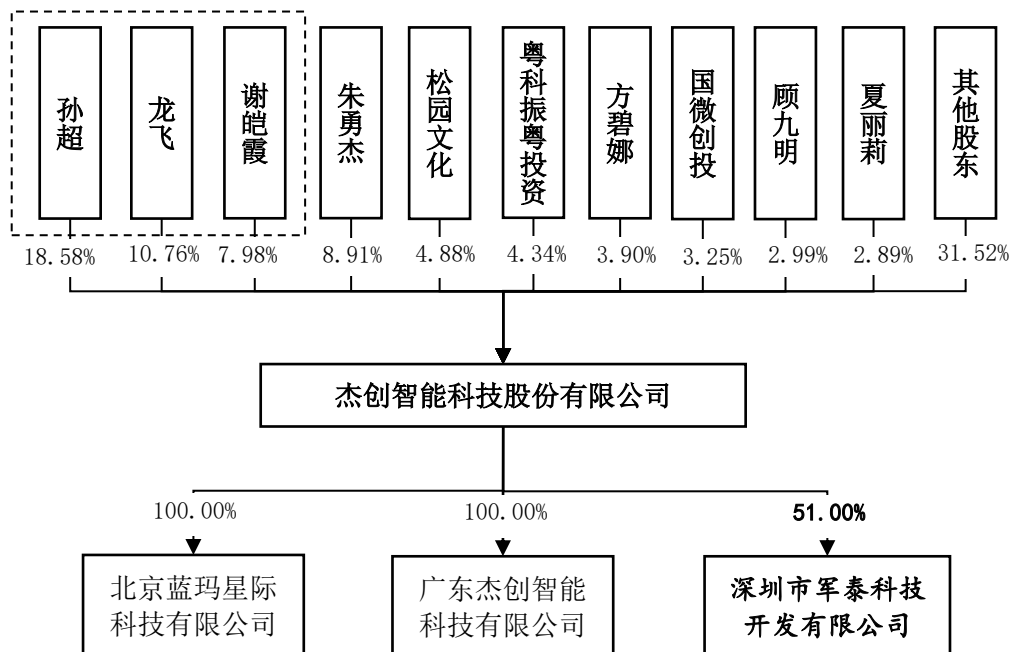 孙超
龙飞
谢皑霞
朱勇杰
松园文化
粤科振粤投资
方碧娜
国微创投
顾九明
夏丽莉
其他股东
18.58%
10.76%
7.98%
8.91%
4.88%
4.34%
3.90%
3.25%
2.99%
2.89%
31.52%
杰创智能科技股份有限公司
100.00%
100.00%
51.00%
北京蓝玛星际
科技有限公司
广东杰创智能
科技有限公司
深圳市军泰科技
开发有限公司